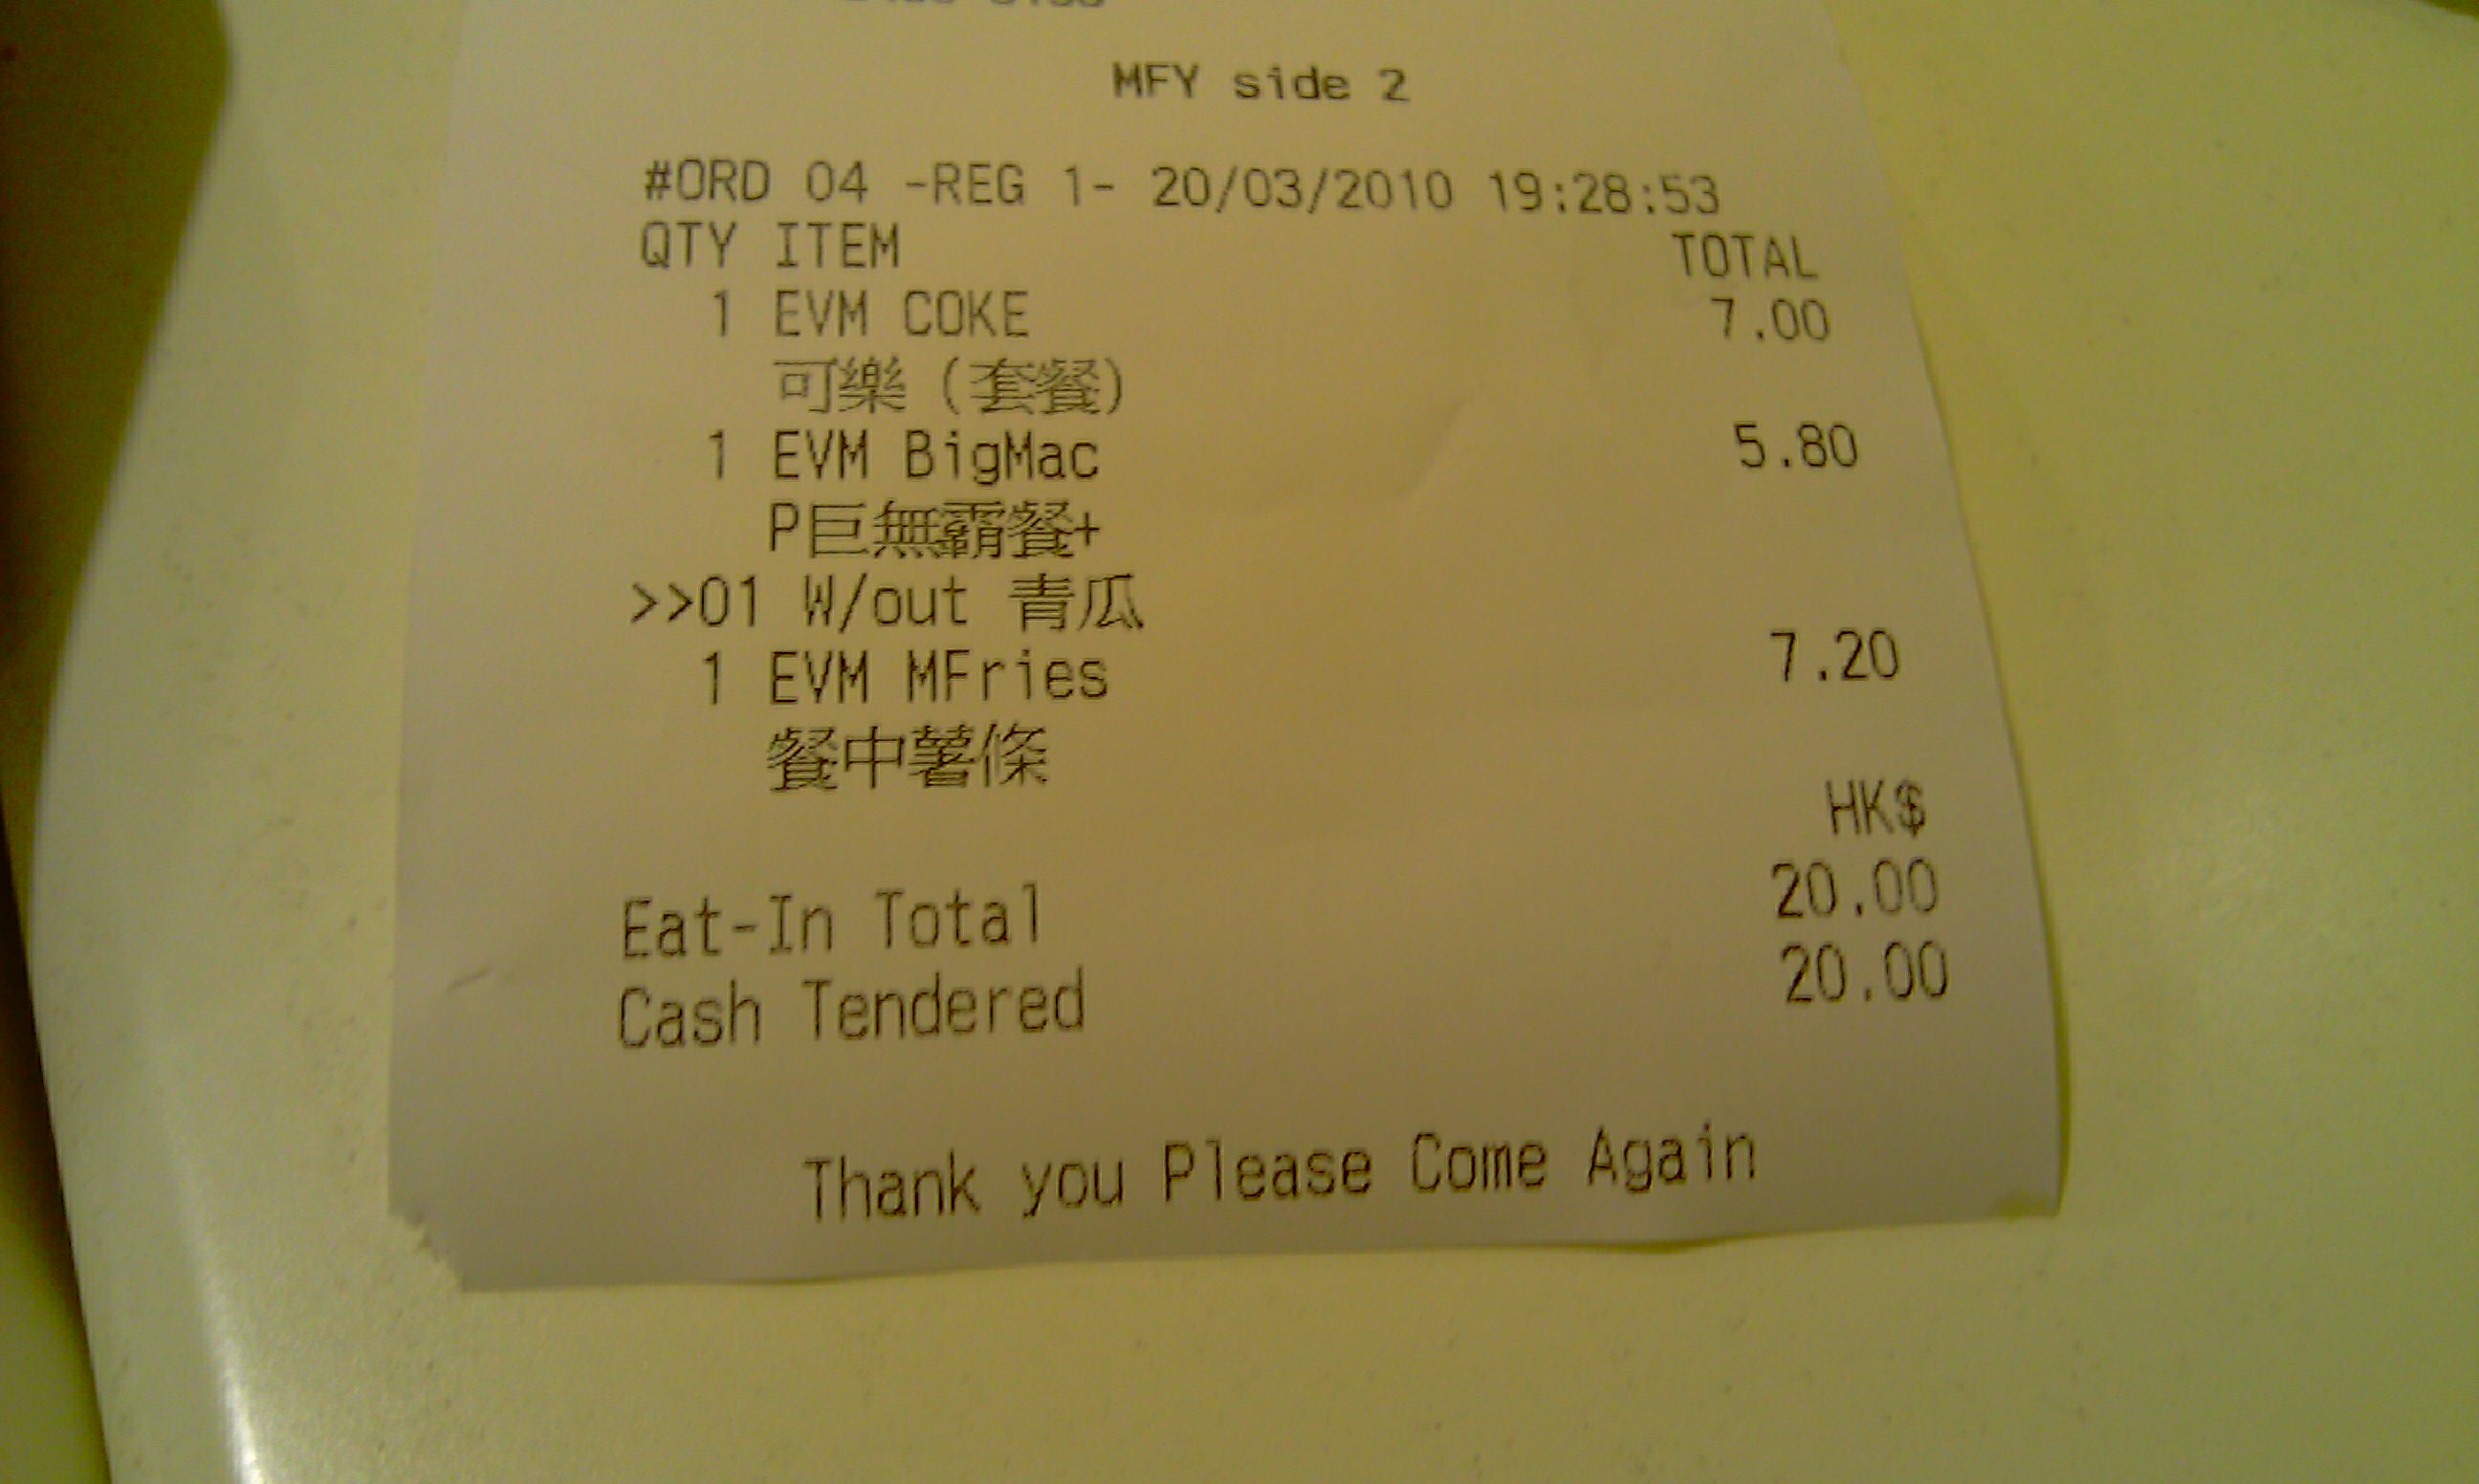 MFY side 2
#ORD 04 -REG 1- 20/03/2010 19:28:53
QTY ITEM TOTAL
1 EVM COKE 7.00
可樂 (套餐)
1 EVM BigMac 5.80
P巨無霸餐+
>>01 W/out 青瓜
1 EVM MFries 7.20
餐中薯條
HK$
Eat-In Total 20.00
Cash Tendered 20.00
Thank you Please Come Again